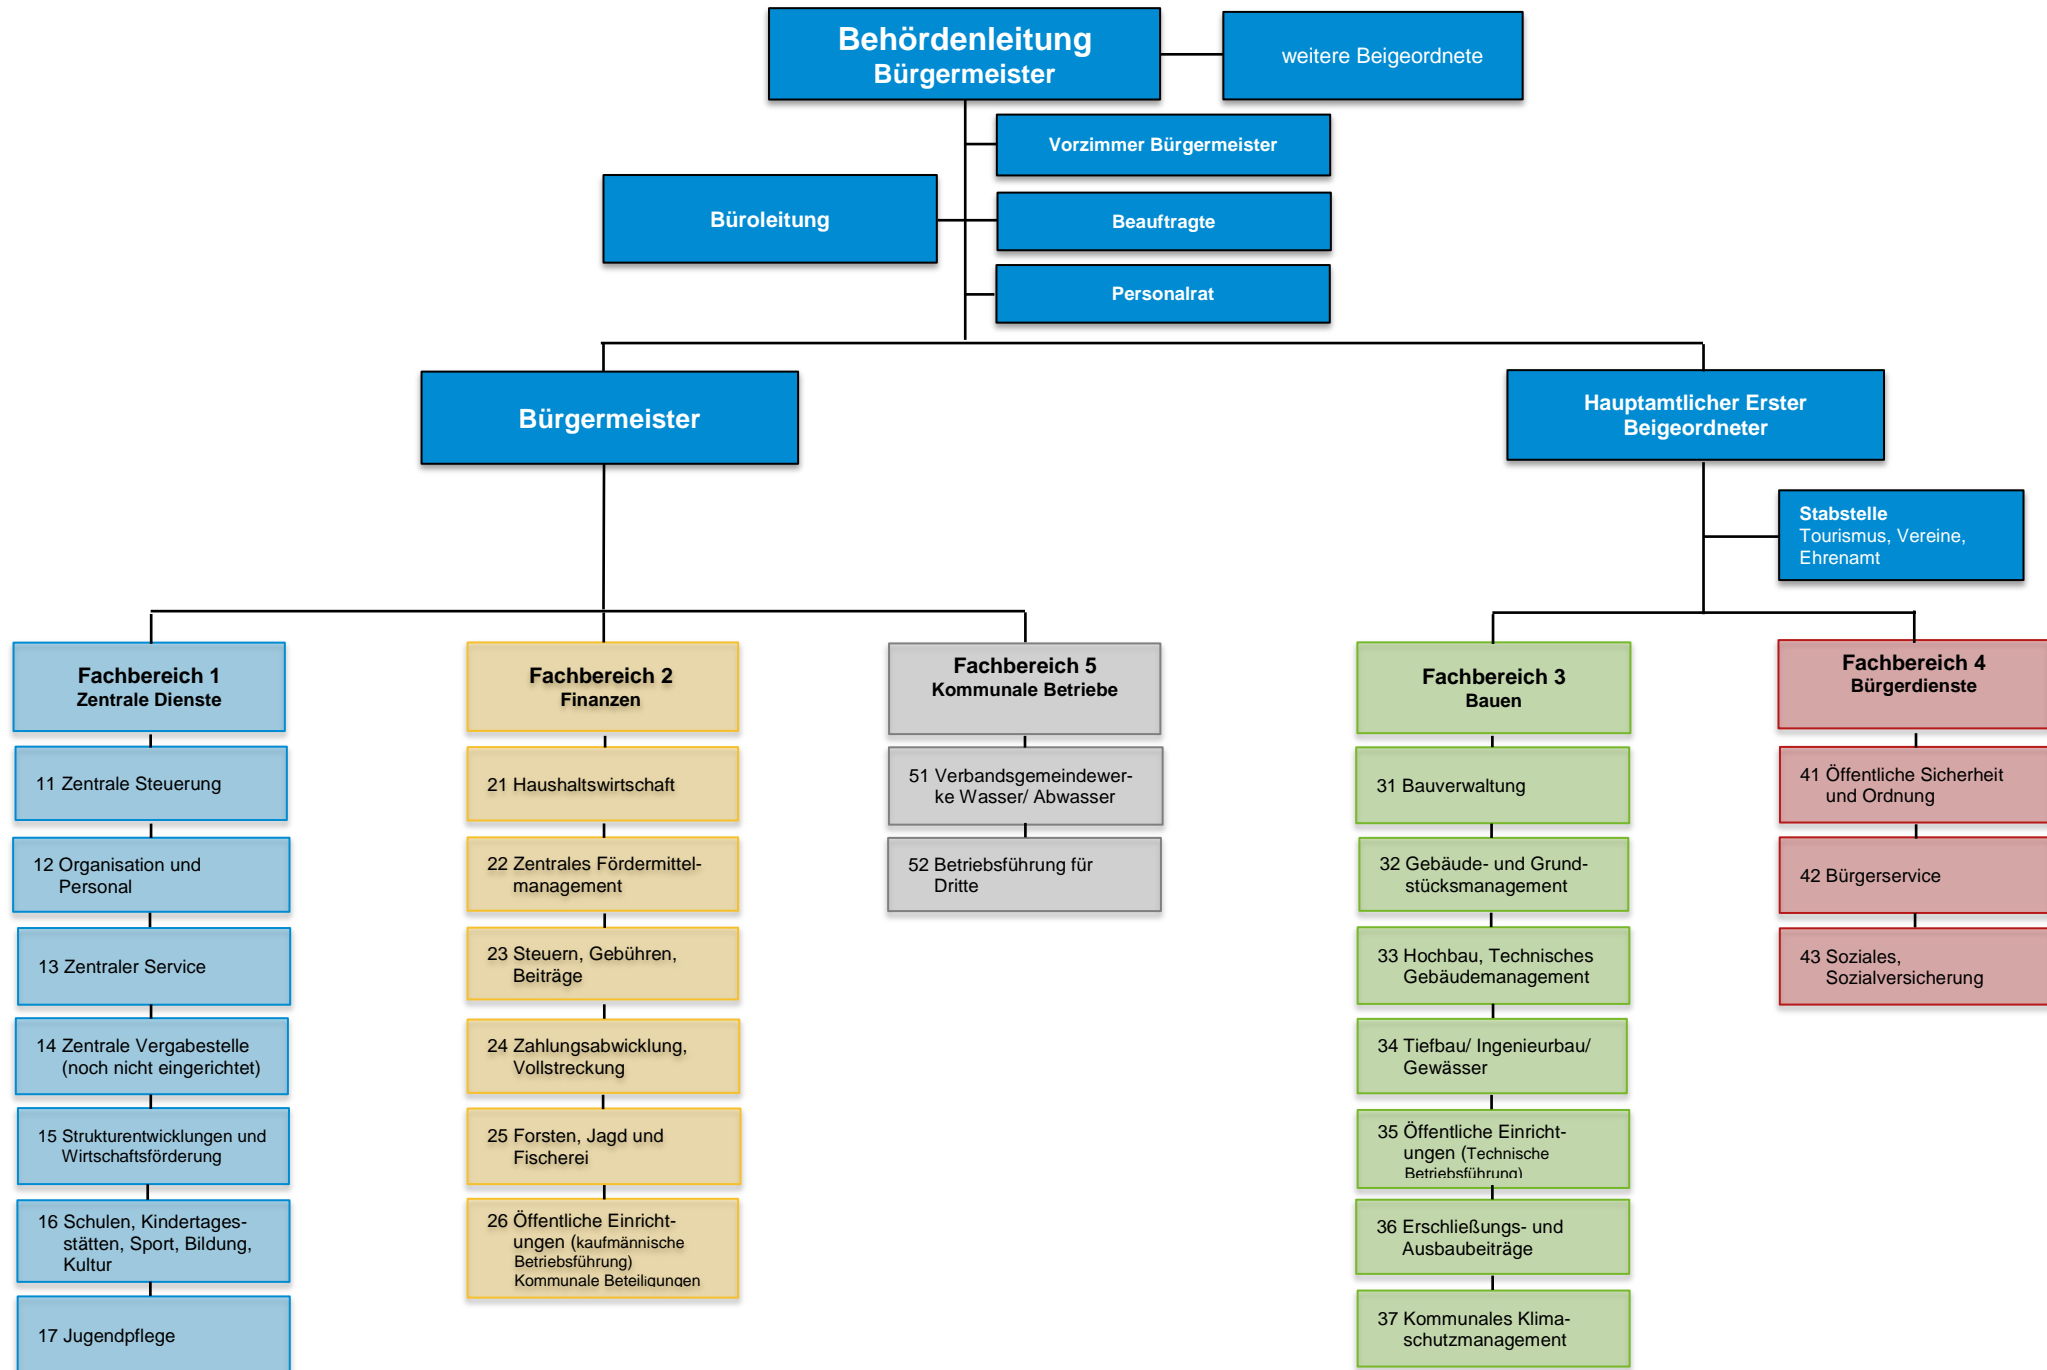 Behördenleitung
Bürgermeister
weitere Beigeordnete
Vorzimmer Bürgermeister
Büroleitung
Beauftragte
Personalrat
Bürgermeister
Hauptamtlicher Erster
Beigeordneter
Stabstelle
Tourismus, Vereine,
Ehrenamt
Fachbereich 1
Zentrale Dienste
11 Zentrale Steuerung
12 Organisation und
Personal
13 Zentraler Service
14 Zentrale Vergabestelle
(noch nicht eingerichtet)
15 Strukturentwicklungen und
Wirtschaftsförderung
16 Schulen, Kindertages-
stätten, Sport, Bildung,
Kultur
17 Jugendpflege
Fachbereich 2
Finanzen
21 Haushaltswirtschaft
22 Zentrales Fördermittel-
management
23 Steuern, Gebühren,
Beiträge
24 Zahlungsabwicklung,
Vollstreckung
25 Forsten, Jagd und
Fischerei
26 Öffentliche Einricht-
ungen (kaufmännische
Betriebsführung)
Kommunale Beteiligungen
Fachbereich 5
Kommunale Betriebe
51 Verbandsgemeindewer-
ke Wasser/ Abwasser
52 Betriebsführung für
Dritte
Fachbereich 3
Bauen
31 Bauverwaltung
32 Gebäude- und Grund-
stücksmanagement
33 Hochbau, Technisches
Gebäudemanagement
34 Tiefbau/ Ingenieurbau/
Gewässer
35 Öffentliche Einricht-
ungen (Technische
Betriebsführung)
36 Erschließungs- und
Ausbaubeiträge
37 Kommunales Klima-
schutzmanagement
Fachbereich 4
Bürgerdienste
41 Öffentliche Sicherheit
und Ordnung
42 Bürgerservice
43 Soziales,
Sozialversicherung